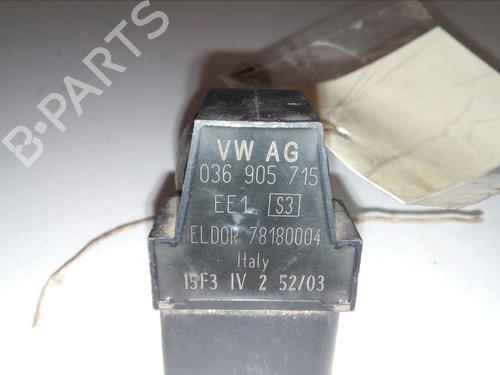 B-PARTS
VW AG
036 905 715
EE1 S3
ELDOR 78180004
Italy
15F3 IV 2 52/03